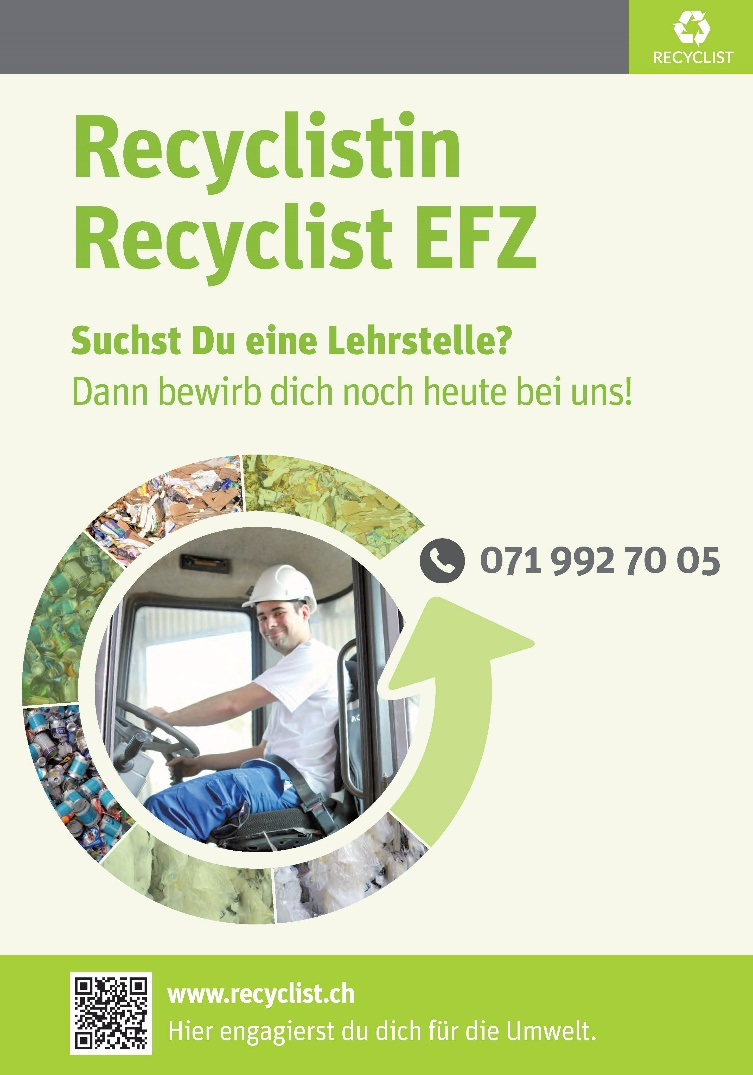 RECYCLIST
Recyclistin
Recyclist EFZ
Suchst Du eine Lehrstelle?
Dann bewirb dich noch heute bei uns!
071 992 70 05
www.recyclist.ch
Hier engagierst du dich für die Umwelt.